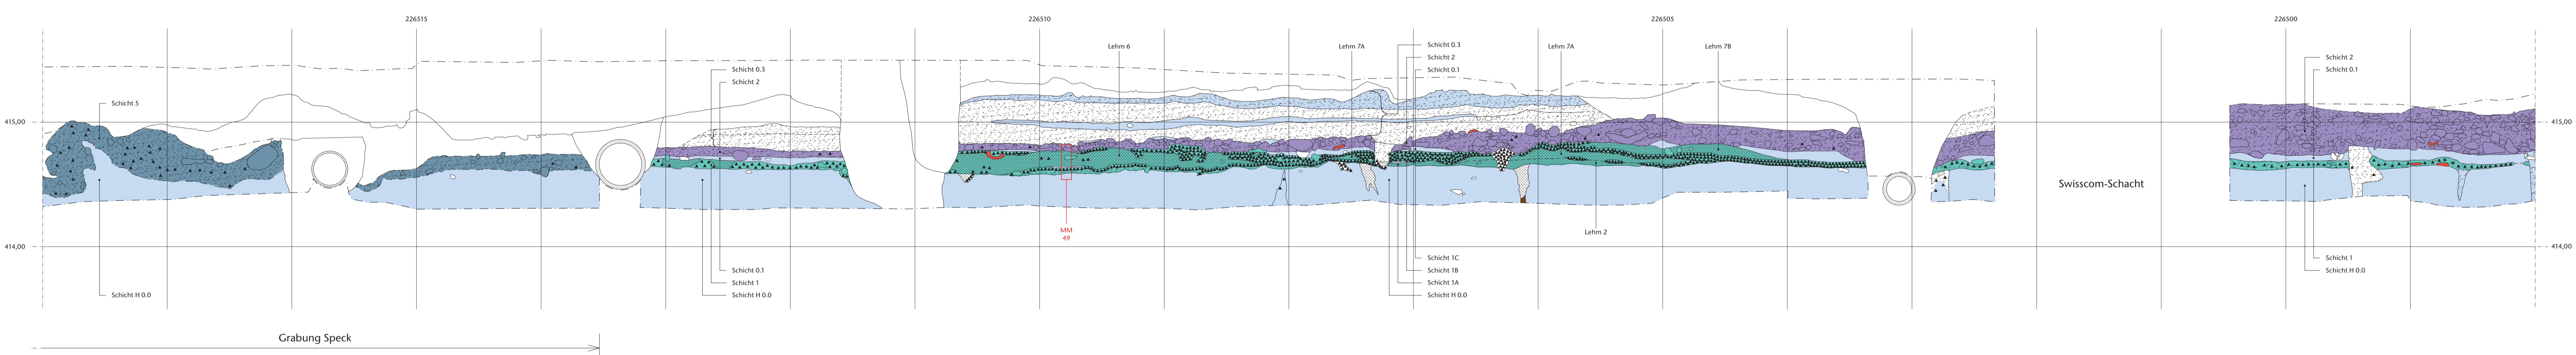 226515
226510
226505
226500
Schicht 0.3
Lehm 6
Lehm 7A
Lehm 7A
Lehm 7B
Schicht 2
Schicht 2
Schicht 0.1
Schicht 0.3
Schicht 2
Schicht 0.1
Schicht 5
415,00
415,00
Swisscom-Schacht
MM
49
Lehm 2
414,00
414,00
Schicht 1C
Schicht 1
Schicht 0.1
Schicht 1B
Schicht H 0.0
Schicht 1
Schicht 1A
Schicht H 0.0
Schicht H 0.0
Schicht H 0.0
Grabung Speck